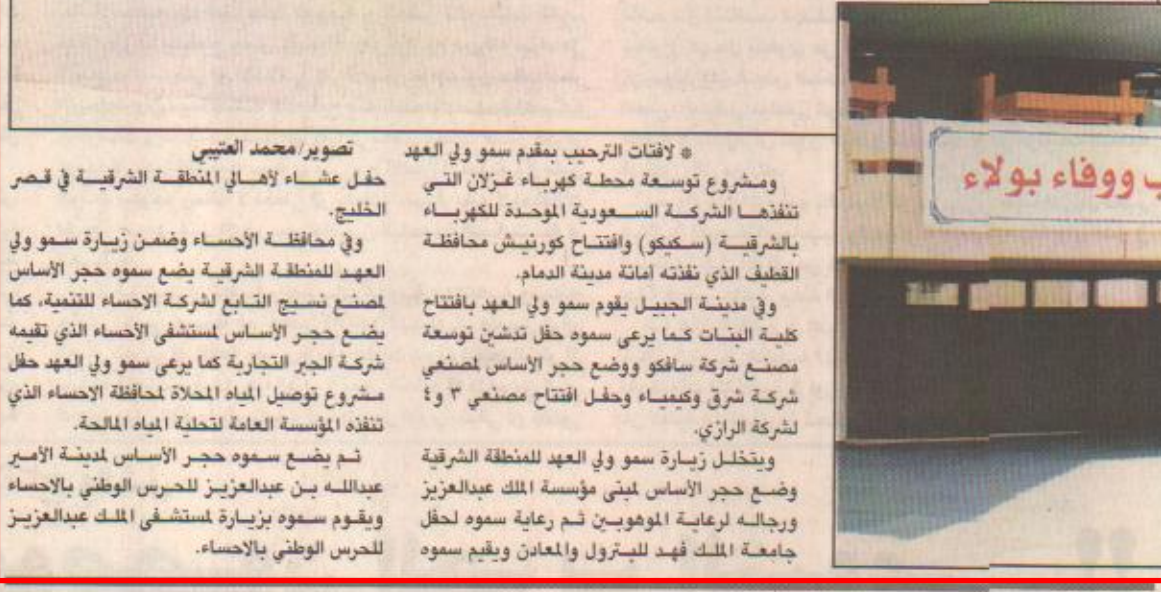 ب ووفاء بولاء
* لافتات الترحيب بمقدم سمو ولي العهد
تصوير/محمد العتيبي
ومشروع توسعة محطة كهرباء غزلان التي
تنفذها الشركة السعودية الموحدة للكهرباء
بالشرقية (سكيكو) وافتتاح كورنيش محافظة
القطيف الذي نفذته أمانة مدينة الدمام.
وفي مدينة الجبيل يقوم سمو ولي العهد بافتتاح
كلية البنات كما يرعى سموه حفل تدشين توسعة
مصنع شركة سافكو ووضع حجر الأساس لمصنعي
شركة شرق وكيمياء وحفل افتتاح مصنعي ٣ و٤
لشركة الرازي.
ويتخلل زيارة سمو ولي العهد للمنطقة الشرقية
وضع حجر الأساس لمبنى مؤسسة الملك عبدالعزيز
ورجاله لرعاية الموهوبين ثم رعاية سموه لحفل
جامعة الملك فهد للبترول والمعادن ويقيم سموه
حفل عشاء لأهالي المنطقة الشرقية في قصر
الخليج.
وفي محافظة الأحساء وضمن زيارة سمو ولي
العهد للمنطقة الشرقية يضع سموه حجر الأساس
لمصنع نسيج التابع لشركة الاحساء للتنمية، كما
يضع حجر الأساس لمستشفى الأحساء الذي تقيمه
شركة الجبر التجارية كما يرعى سمو ولي العهد حفل
مشروع توصيل المياه المحلاة لمحافظة الاحساء الذي
تنفذه المؤسسة العامة لتحلية المياه المالحة.
ثم يضع سموه حجر الأساس لمدينة الأمير
عبدالله بن عبدالعزيز للحرس الوطني بالاحساء
ويقوم سموه بزيارة لمستشفى الملك عبدالعزيز
للحرس الوطني بالاحساء.